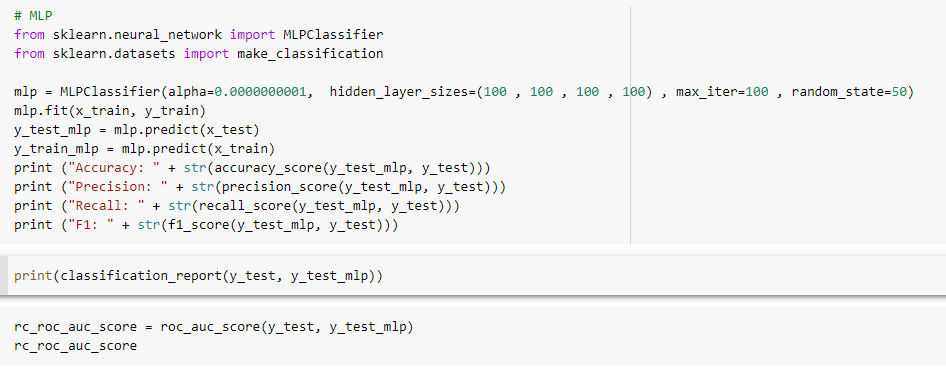 # MLP
from sklearn.neural_network import MLPClassifier
from sklearn.datasets import make_classification
mlp = MLPClassifier(alpha=0.0000000001,  hidden_layer_sizes=(100 , 100 , 100 , 100) , max_iter=100 , random_state=50)
mlp.fit(x_train, y_train)
y_test_mlp = mlp.predict(x_test)
y_train_mlp = mlp.predict(x_train)
print ("Accuracy: " + str(accuracy_score(y_test_mlp, y_test)))
print ("Precision: " + str(precision_score(y_test_mlp, y_test)))
print ("Recall: " + str(recall_score(y_test_mlp, y_test)))
print ("F1: " + str(f1_score(y_test_mlp, y_test)))
print(classification_report(y_test, y_test_mlp))
rc_roc_auc_score = roc_auc_score(y_test, y_test_mlp)
rc_roc_auc_score